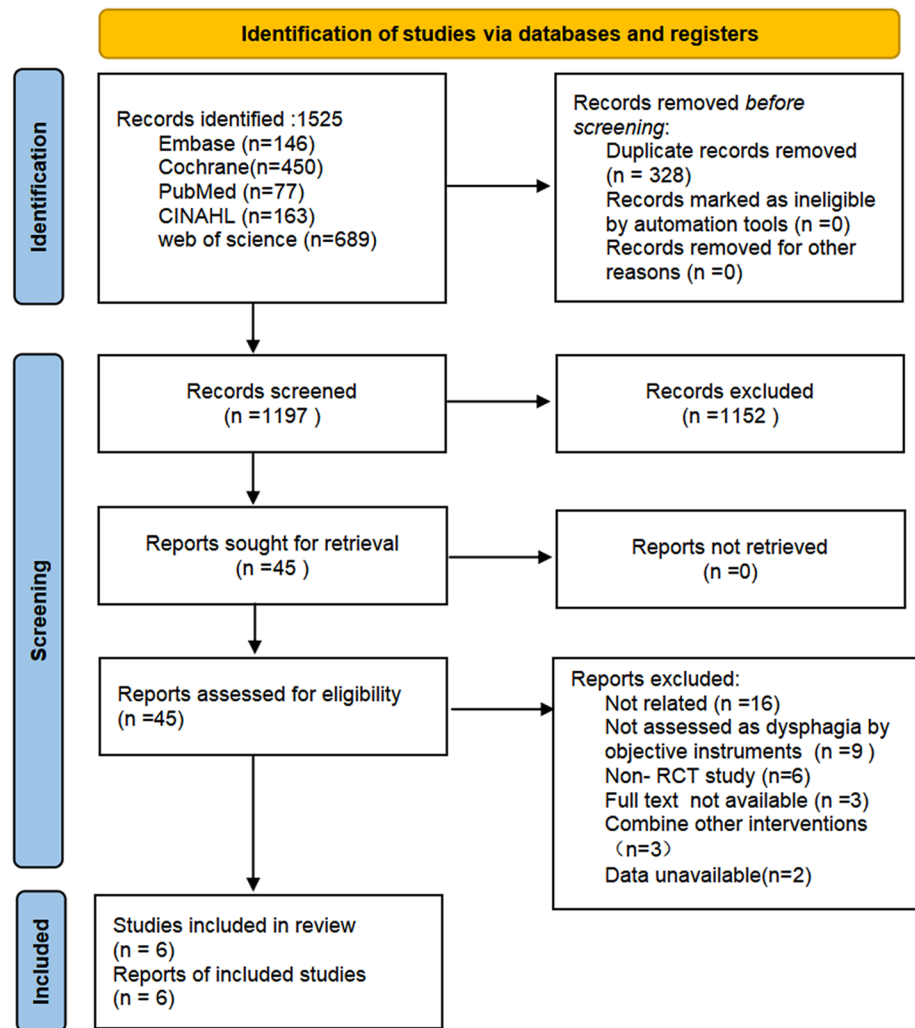 Identification of studies via databases and registers
Identification
Records identified :1525
Embase (n=146)
Cochrane(n=450)
PubMed (n=77)
CINAHL (n=163)
web of science (n=689)
Records removed before
screening:
Duplicate records removed
(n = 328)
Records marked as ineligible
by automation tools (n =0)
Records removed for other
reasons (n =0)
Screening
Records screened
(n =1197 )
Records excluded
(n =1152 )
Reports sought for retrieval
(n =45 )
Reports not retrieved
(n =0)
Reports assessed for eligibility
(n =45)
Reports excluded:
Not related (n =16)
Not assessed as dysphagia by
objective instruments  (n =9 )
Non- RCT study (n=6)
Full text  not available (n =3)
Combine other interventions
（n=3）
Data unavailable(n=2)
Included
Studies included in review
(n = 6)
Reports of included studies
(n = 6)